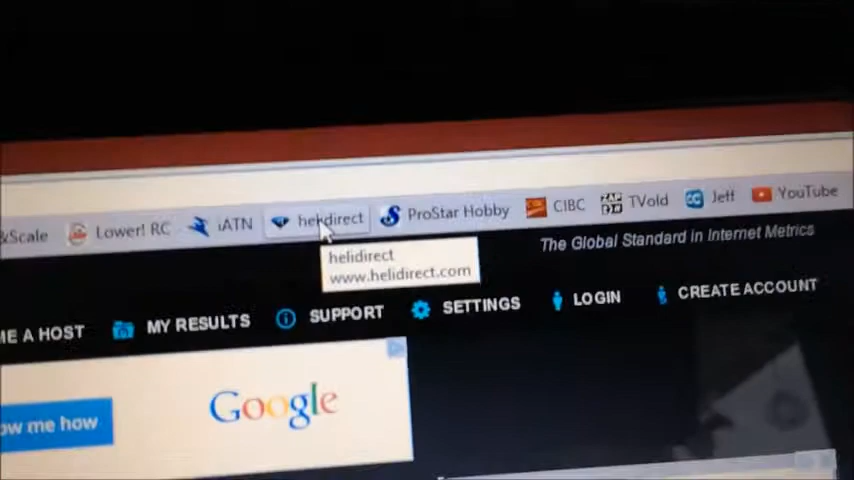 &Scale Lower! RC iATN helidirect ProStar Hobby CIBC TVold Jeff YouTube
helidirect
www.helidirect.com
The Global Standard in Internet Metrics
ME A HOST MY RESULTS SUPPORT SETTINGS LOGIN CREATE ACCOUNT
ow me how
Google